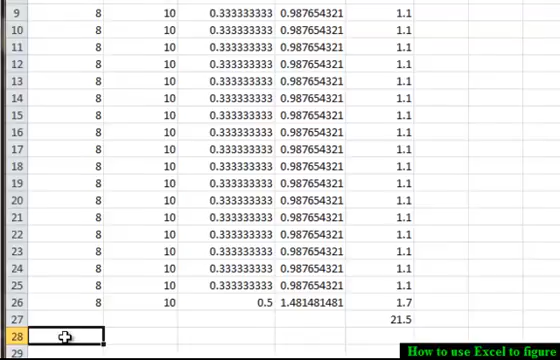 9 8 10 0.333333333 0.987654321 1.1
10 8 10 0.333333333 0.987654321 1.1
11 8 10 0.333333333 0.987654321 1.1
12 8 10 0.333333333 0.987654321 1.1
13 8 10 0.333333333 0.987654321 1.1
14 8 10 0.333333333 0.987654321 1.1
15 8 10 0.333333333 0.987654321 1.1
16 8 10 0.333333333 0.987654321 1.1
17 8 10 0.333333333 0.987654321 1.1
18 8 10 0.333333333 0.987654321 1.1
19 8 10 0.333333333 0.987654321 1.1
20 8 10 0.333333333 0.987654321 1.1
21 8 10 0.333333333 0.987654321 1.1
22 8 10 0.333333333 0.987654321 1.1
23 8 10 0.333333333 0.987654321 1.1
24 8 10 0.333333333 0.987654321 1.1
25 8 10 0.333333333 0.987654321 1.1
26 8 10 0.5 1.481481481 1.7
27 21.5
28
29
How to use Excel to figure